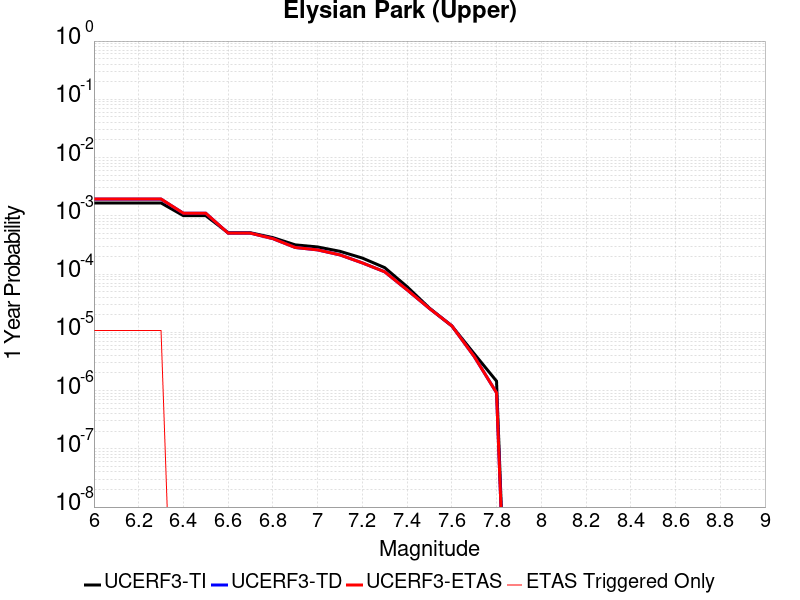 Elysian Park (Upper)
10^0
10^-1
10^-2
10^-3
10^-4
10^-5
10^-6
10^-7
10^-8
1 Year Probability
6 6.2 6.4 6.6 6.8 7 7.2 7.4 7.6 7.8 8 8.2 8.4 8.6 8.8 9
Magnitude
UCERF3-TI UCERF3-TD UCERF3-ETAS ETAS Triggered Only